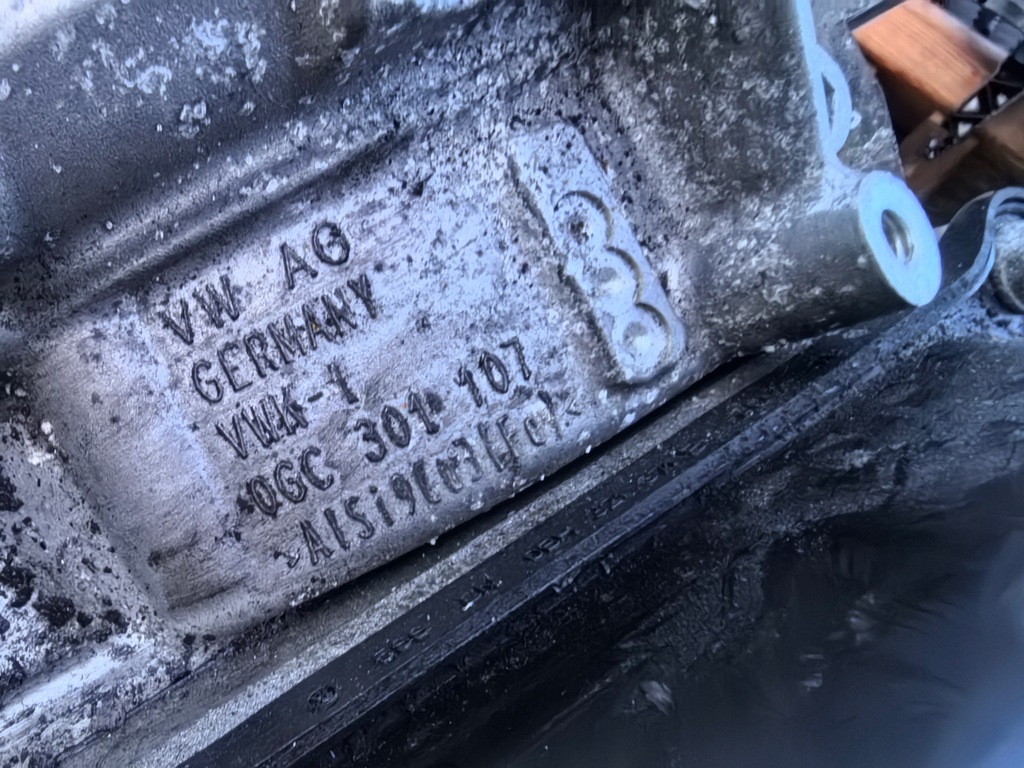 VW AG
GERMANY
VWK-1
0GC 301 107
>AlSi9Cu3(Fe)<